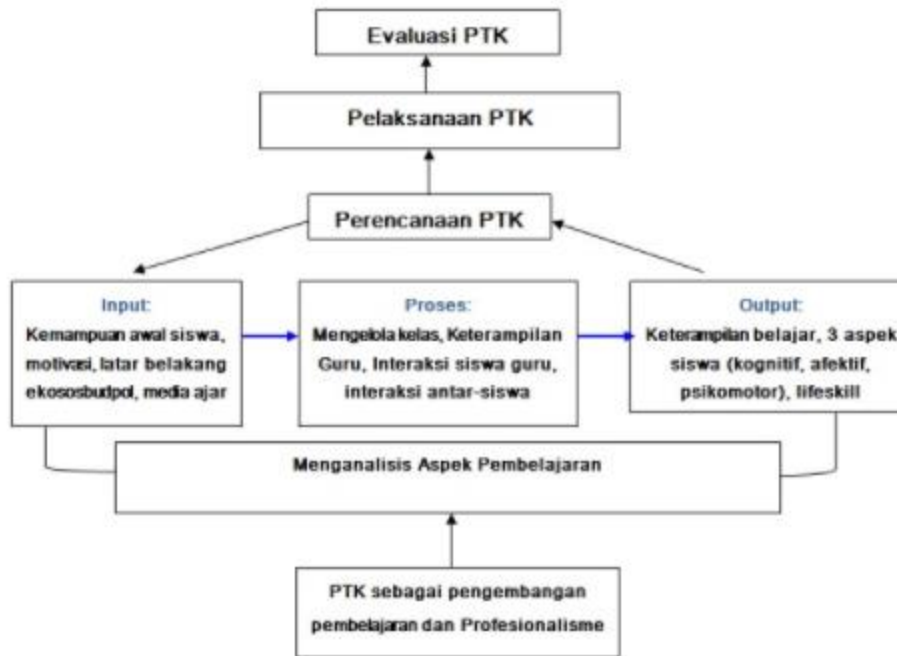 Evaluasi PTK
Pelaksanaan PTK
Perencanaan PTK
Input:
Kemampuan awal siswa,
motivasi, latar belakang
ekososbudpol, media ajar
Proses:
Mengelola kelas, Keterampilan
Guru, Interaksi siswa guru,
interaksi antar-siswa
Output:
Keterampilan belajar, 3 aspek
siswa (kognitif, afektif,
psikomotor), lifeskill
Menganalisis Aspek Pembelajaran
PTK sebagai pengembangan
pembelajaran dan Profesionalisme